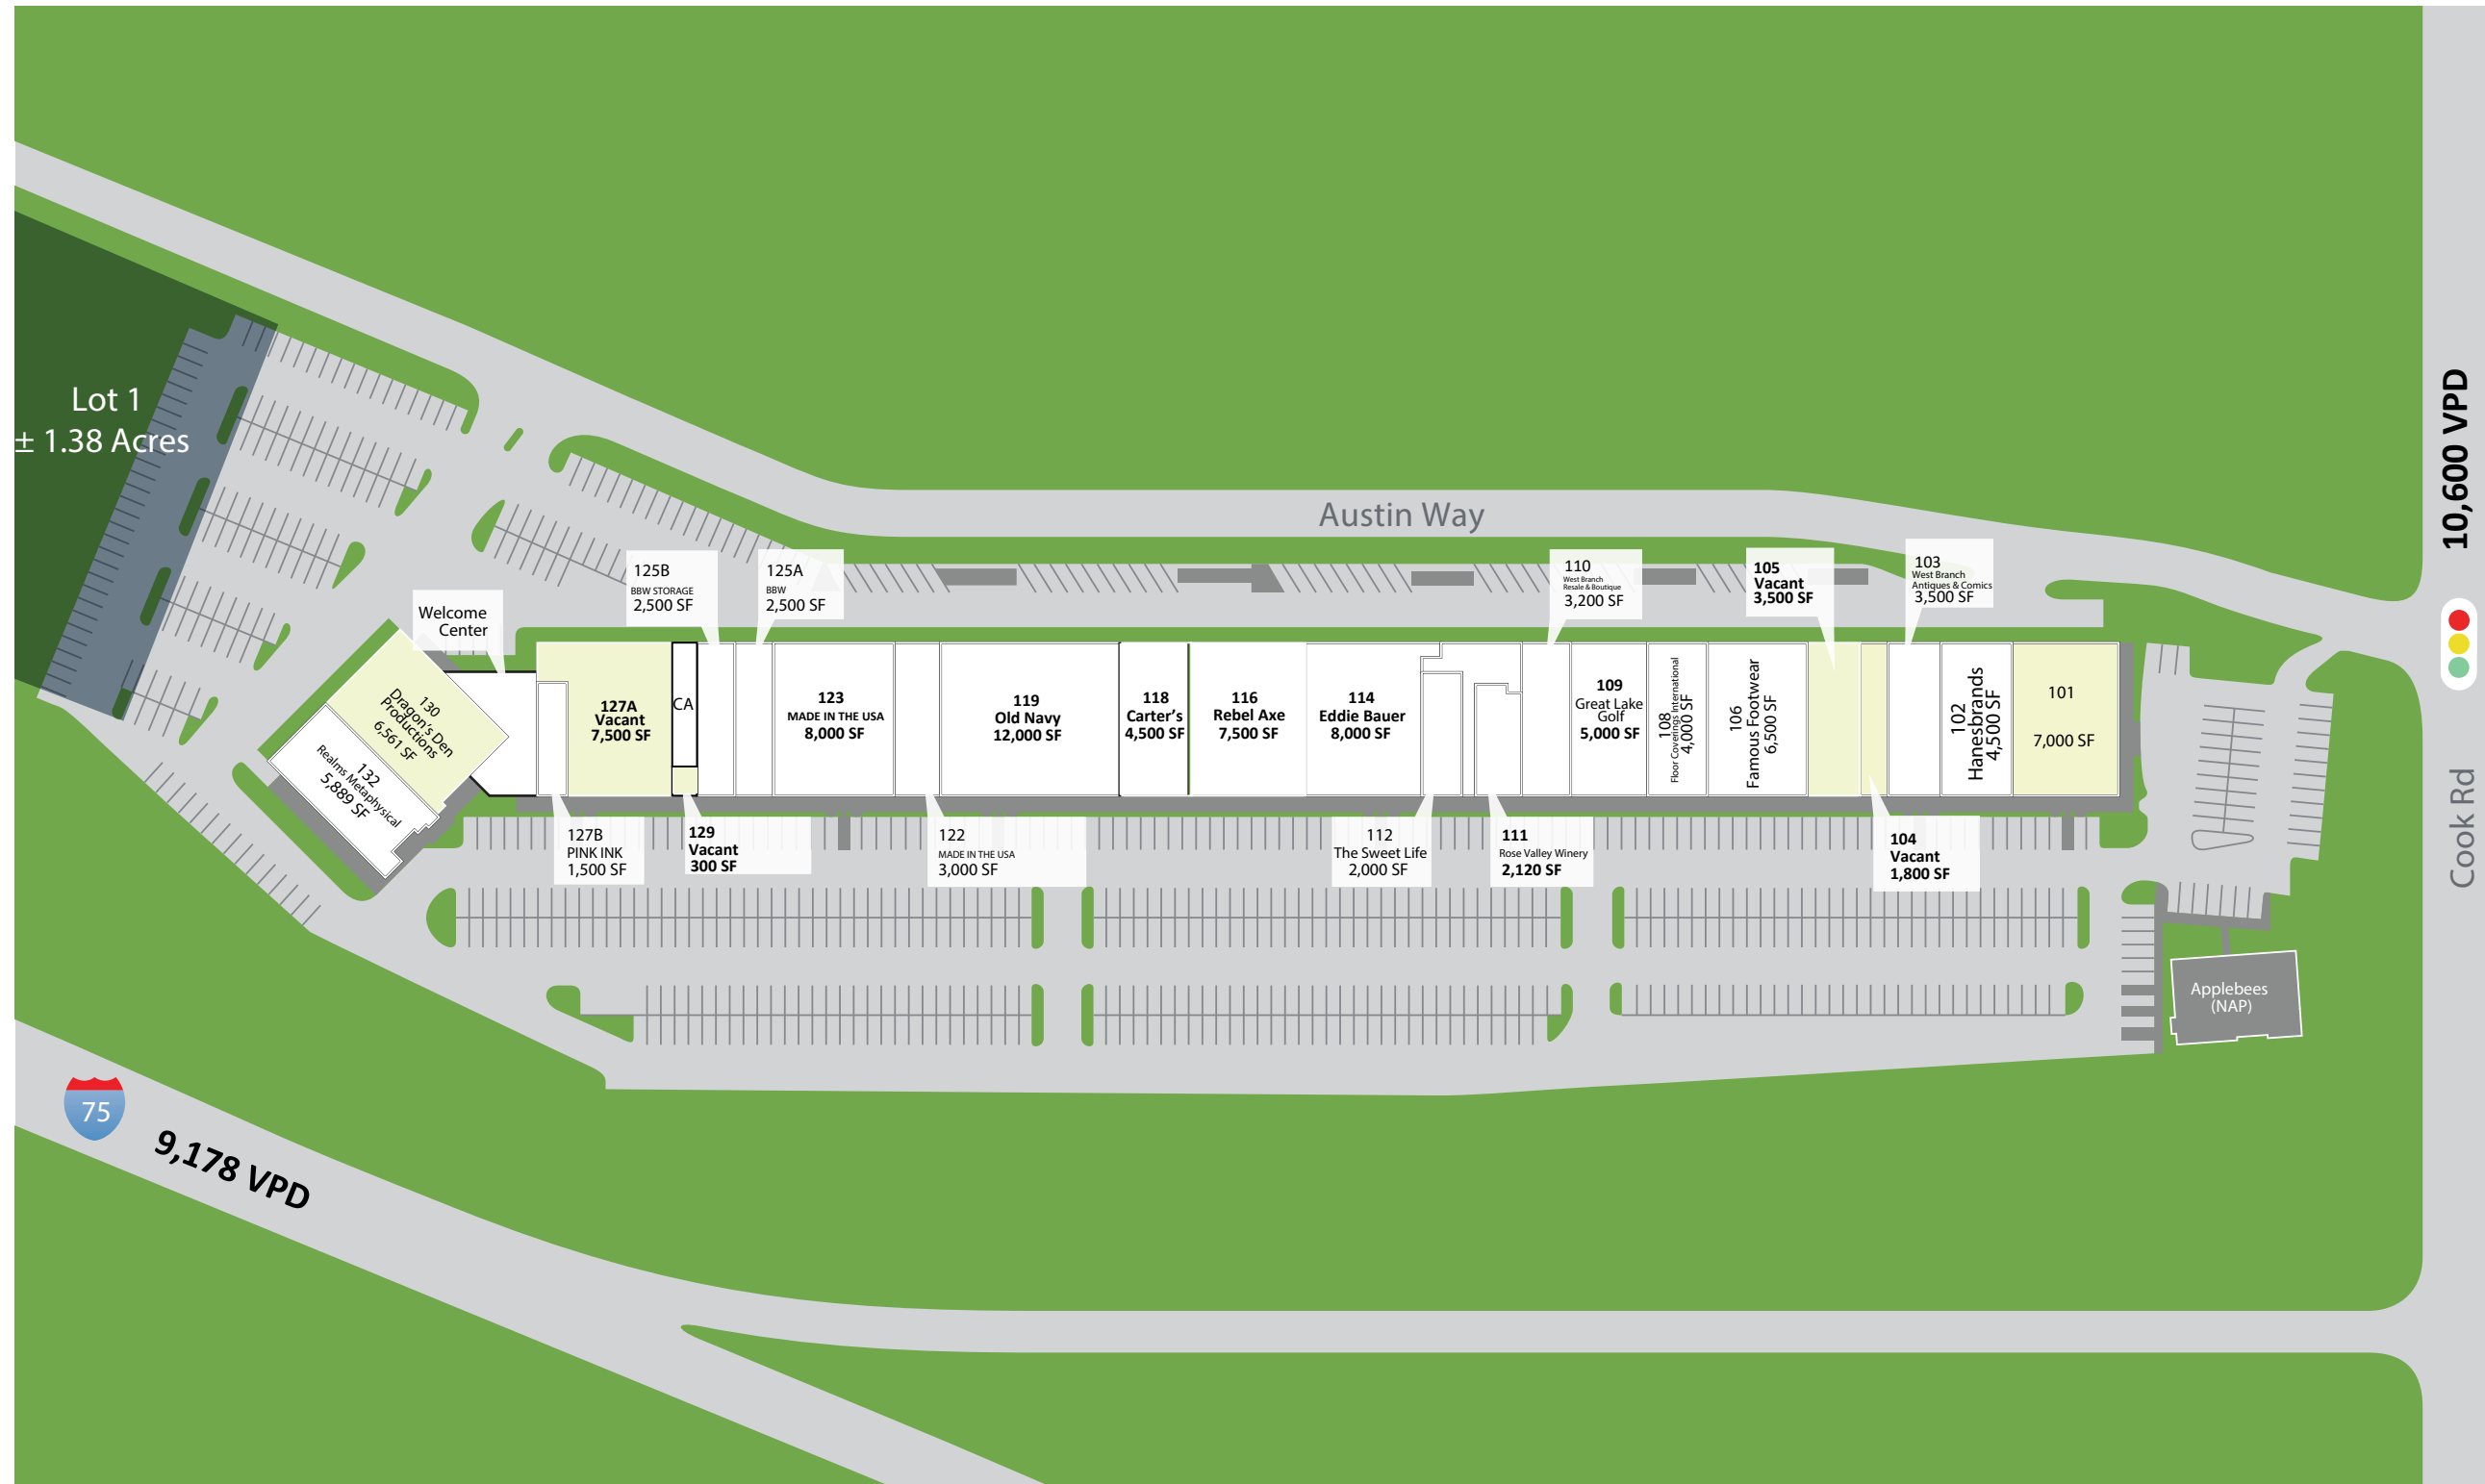 Lot 1
± 1.38 Acres
Austin Way
10,600 VPD
Cook Rd
Welcome
Center
125B
BBW STORAGE
2,500 SF
125A
BBW
2,500 SF
110
West Branch
Resale & Boutique
3,200 SF
105
Vacant
3,500 SF
103
West Branch
Antiques & Comics
3,500 SF
130
Dragon's Den
Productions
6,561 SF
132
Realms Metaphysical
5,889 SF
127A
Vacant
7,500 SF
CA
123
MADE IN THE USA
8,000 SF
119
Old Navy
12,000 SF
118
Carter's
4,500 SF
116
Rebel Axe
7,500 SF
114
Eddie Bauer
8,000 SF
109
Great Lake
Golf
5,000 SF
108
Floor Coverings International
4,000 SF
106
Famous Footwear
6,500 SF
102
Hanesbrands
4,500 SF
101
7,000 SF
127B
PINK INK
1,500 SF
129
Vacant
300 SF
122
MADE IN THE USA
3,000 SF
112
The Sweet Life
2,000 SF
111
Rose Valley Winery
2,120 SF
104
Vacant
1,800 SF
Applebees
(NAP)
75
9,178 VPD